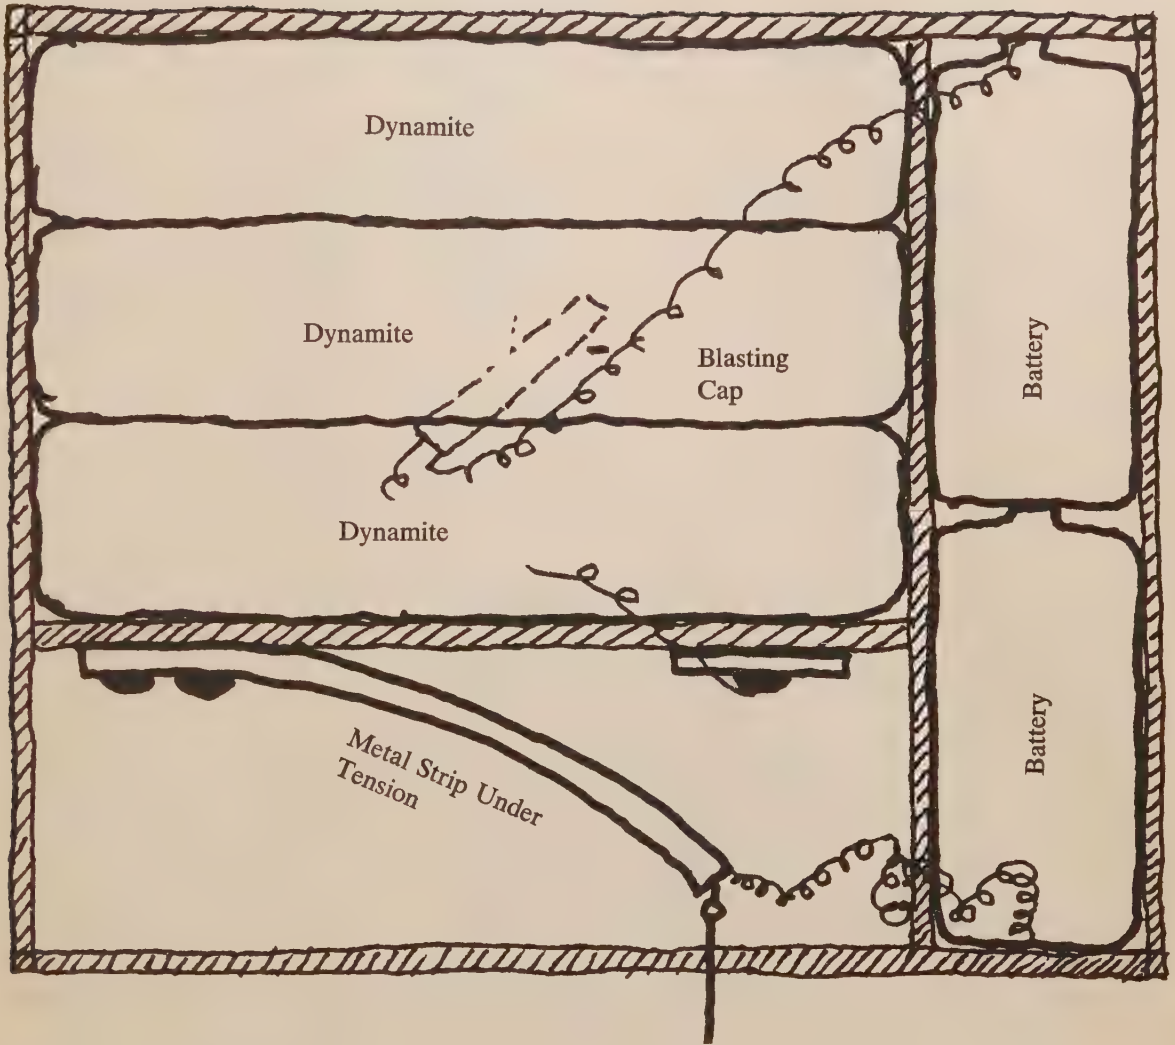 Dynamite
Dynamite
Blasting
Cap
Dynamite
Metal Strip Under
Tension
Battery
Battery